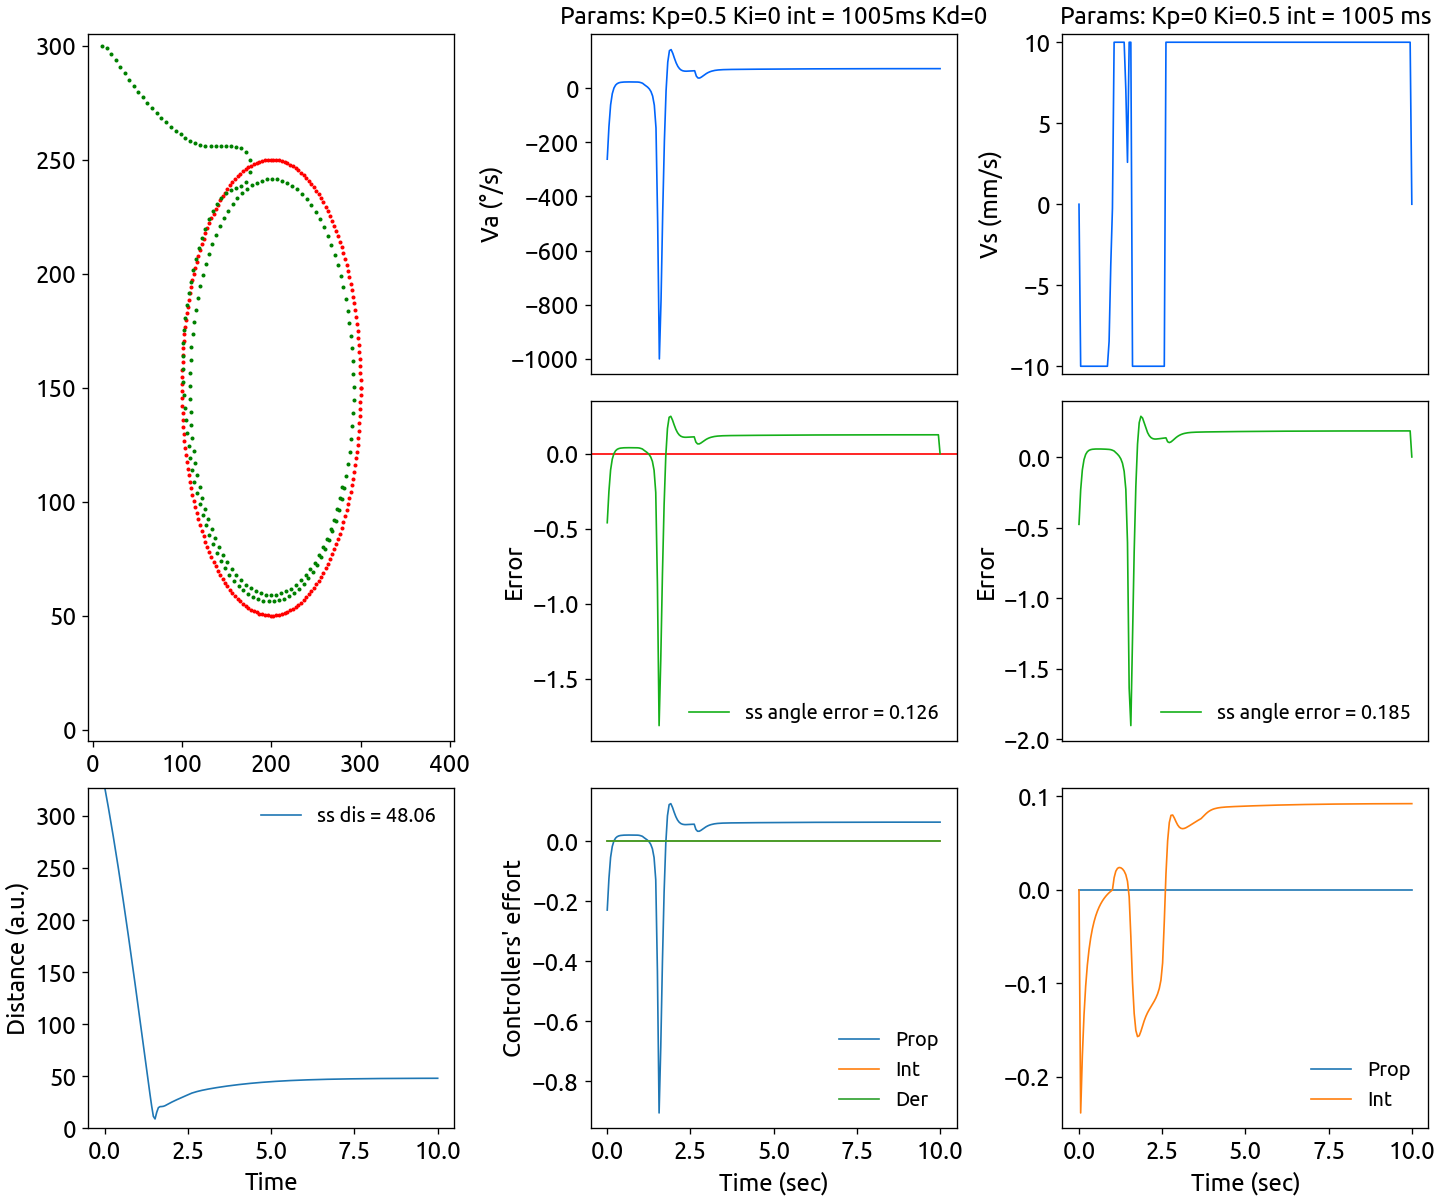 Params: Kp=0.5 Ki=0 int = 1005ms Kd=0
Params: Kp=0 Ki=0.5 int = 1005 ms
300
250
200
150
100
50
0
0 100 200 300 400
Va (°/s)
0
−200
−400
−600
−800
−1000
Vs (mm/s)
10
5
0
−5
−10
Error
0.0
−0.5
−1.0
−1.5
ss angle error = 0.126
Error
0.0
−0.5
−1.0
−1.5
−2.0
ss angle error = 0.185
Distance (a.u.)
300
250
200
150
100
50
0
ss dis = 48.06
0.0 2.5 5.0 7.5 10.0
Time
Controllers' effort
0.0
−0.2
−0.4
−0.6
−0.8
Prop
Int
Der
0.0 2.5 5.0 7.5 10.0
Time (sec)
0.1
0.0
−0.1
−0.2
Prop
Int
0.0 2.5 5.0 7.5 10.0
Time (sec)